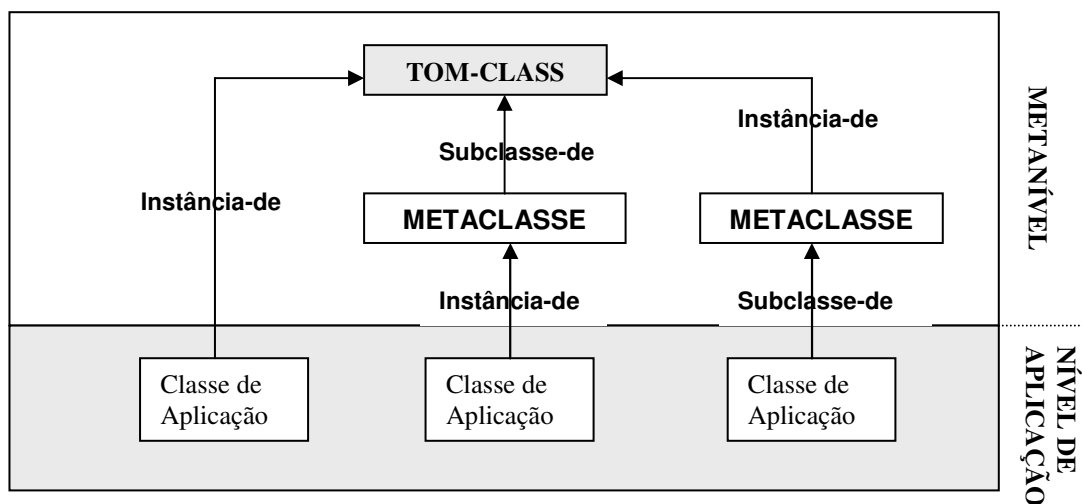 TOM-CLASS
Instância-de
Subclasse-de
Instância-de
METACLASSE
METACLASSE
Instância-de
Subclasse-de
Classe de
Aplicação
Classe de
Aplicação
Classe de
Aplicação
METANÍVEL
NÍVEL DE
APLICAÇÃO